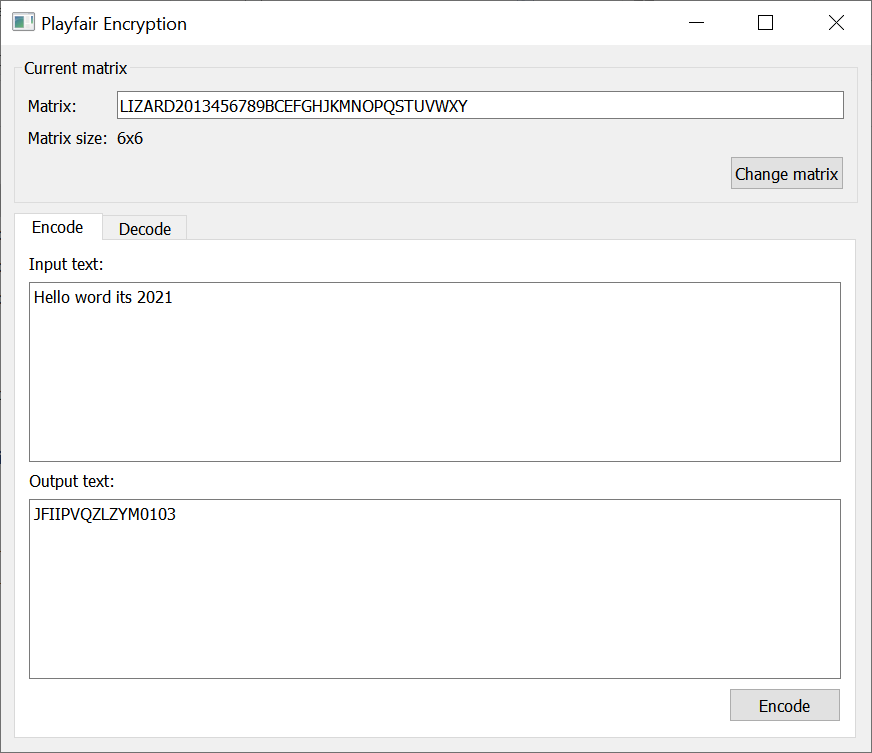 Playfair Encryption
Current matrix
Matrix: LIZARD2013456789BCEFGHJKMNOPQSTUVWXY
Matrix size: 6x6
Change matrix
Encode Decode
Input text:
Hello word its 2021
Output text:
JFIIPVQZLZYM0103
Encode